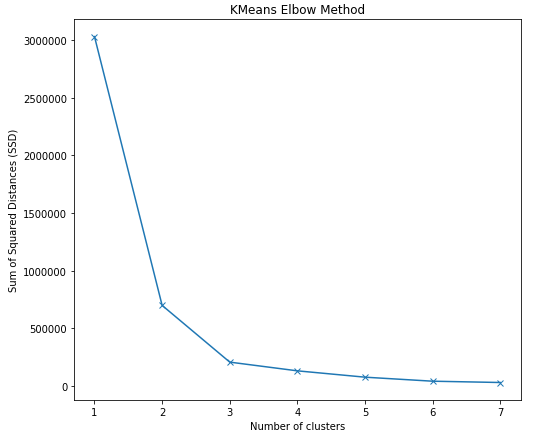 KMeans Elbow Method
3000000
2500000
2000000
1500000
1000000
500000
0
Sum of Squared Distances (SSD)
1 2 3 4 5 6 7
Number of clusters